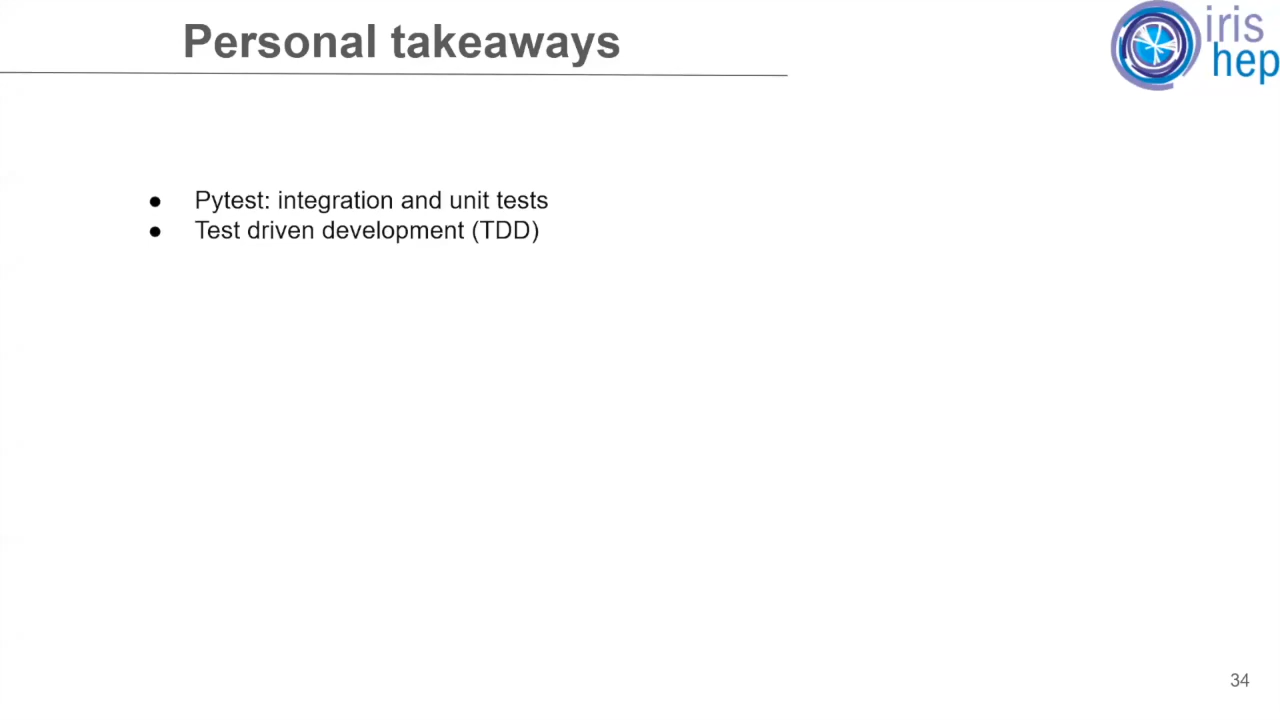 Personal takeaways
iris
hep
● Pytest: integration and unit tests
● Test driven development (TDD)
34